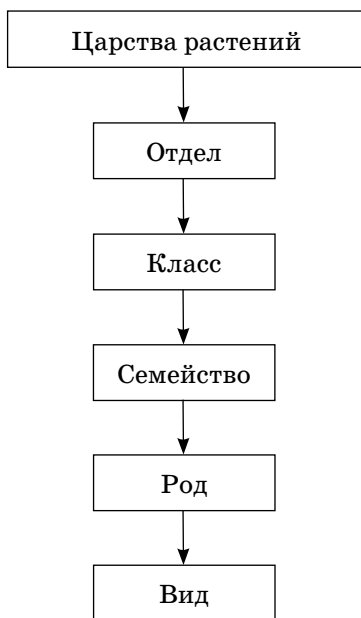 Царства растений
Отдел
Класс
Семейство
Род
Вид